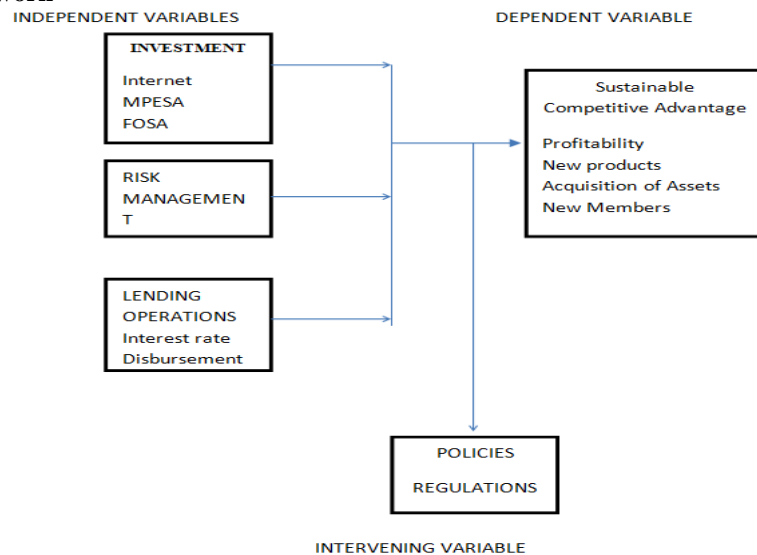 INDEPENDENT VARIABLES
DEPENDENT VARIABLE
INVESTMENT
Internet
MPESA
FOSA
RISK
MANAGEMEN
T
LENDING
OPERATIONS
Interest rate
Disbursement
Sustainable
Competitive Advantage
Profitability
New products
Acquisition of Assets
New Members
POLICIES
REGULATIONS
INTERVENING VARIABLE